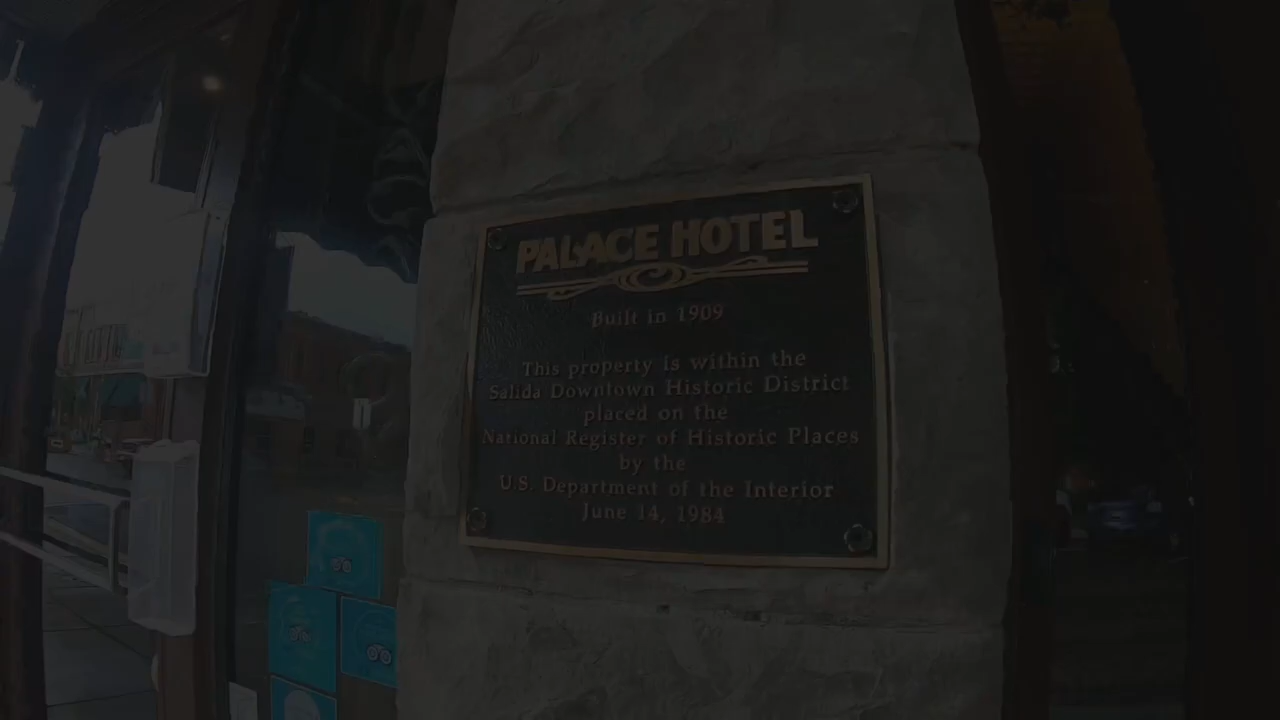 PALACE HOTEL
Built in 1909
This property is within the
Salida Downtown Historic District
placed on the
National Register of Historic Places
by the
U.S. Department of the Interior
June 14, 1984